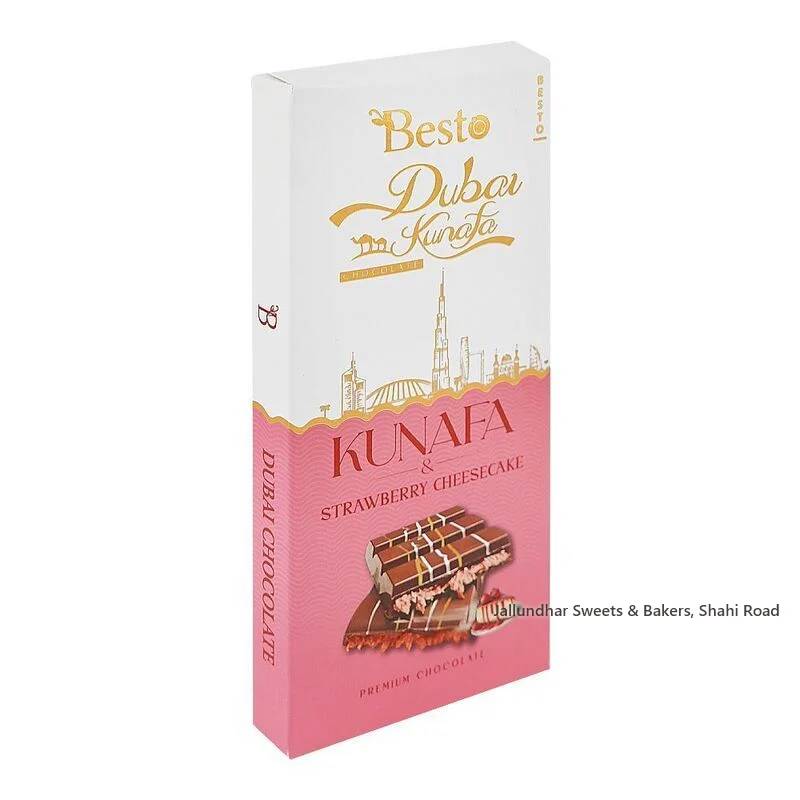 Besto
BESTO
Dubai
Kunafa
CHOCOLATE
B
KUNAFA
&
STRAWBERRY CHEESECAKE
DUBAI CHOCOLATE
Jallundhar Sweets & Bakers, Shahi Road
PREMIUM CHOCOLATE